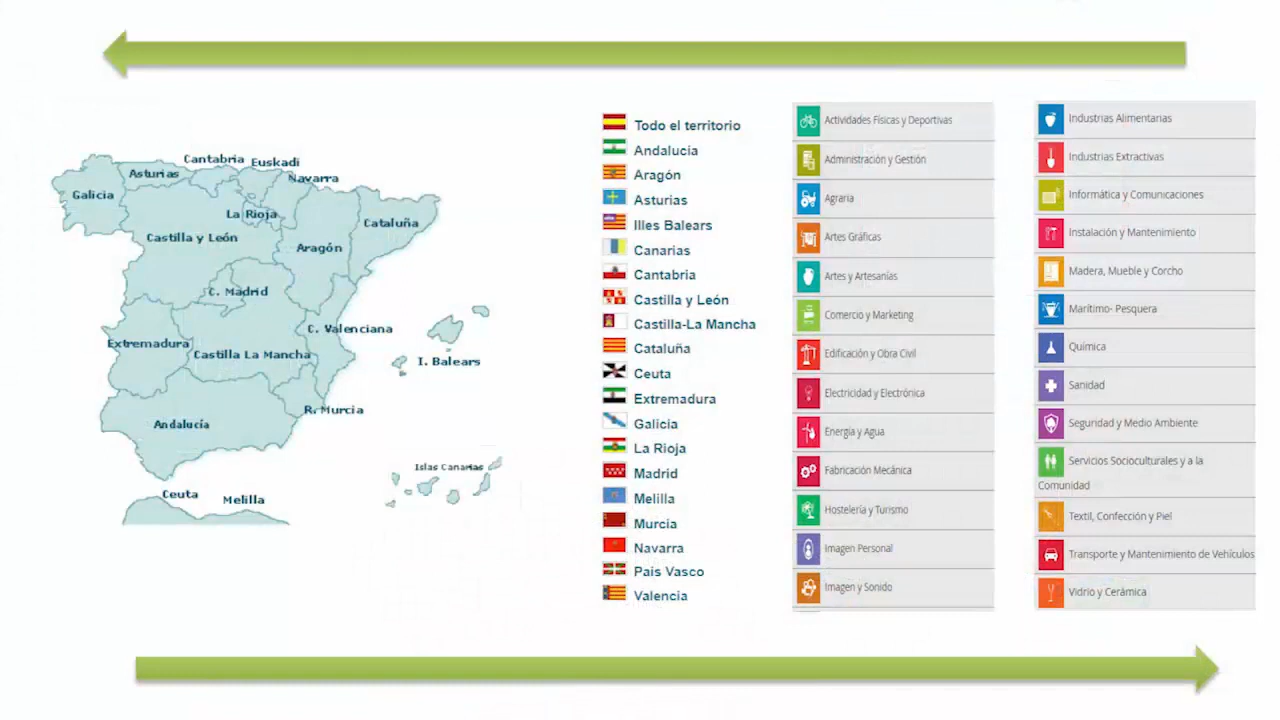 Cantabria
Euskadi
Asturias
Navarra
Galicia
La Rioja
Cataluña
Castilla y León
Aragón
C. Madrid
C. Valenciana
Extremadura
Castilla La Mancha
I. Balears
R. Murcia
Andalucía
Islas Canarias
Ceuta
Melilla
Todo el territorio
Andalucia
Aragón
Asturias
Illes Balears
Canarias
Cantabria
Castilla y León
Castilla-La Mancha
Cataluña
Ceuta
Extremadura
Galicia
La Rioja
Madrid
Melilla
Murcia
Navarra
Pais Vasco
Valencia
Actividades Físicas y Deportivas
Administración y Gestión
Agraria
Artes Gráficas
Artes y Artesanías
Comercio y Marketing
Edificación y Obra Civil
Electricidad y Electrónica
Energía y Agua
Fabricación Mecánica
Hostelería y Turismo
Imagen Personal
Imagen y Sonido
Industrias Alimentarias
Industrias Extractivas
Informática y Comunicaciones
Instalación y Mantenimiento
Madera, Mueble y Corcho
Marítimo- Pesquera
Química
Sanidad
Seguridad y Medio Ambiente
Servicios Socioculturales y a la
Comunidad
Textil, Confección y Piel
Transporte y Mantenimiento de Vehículos
Vidrio y Cerámica